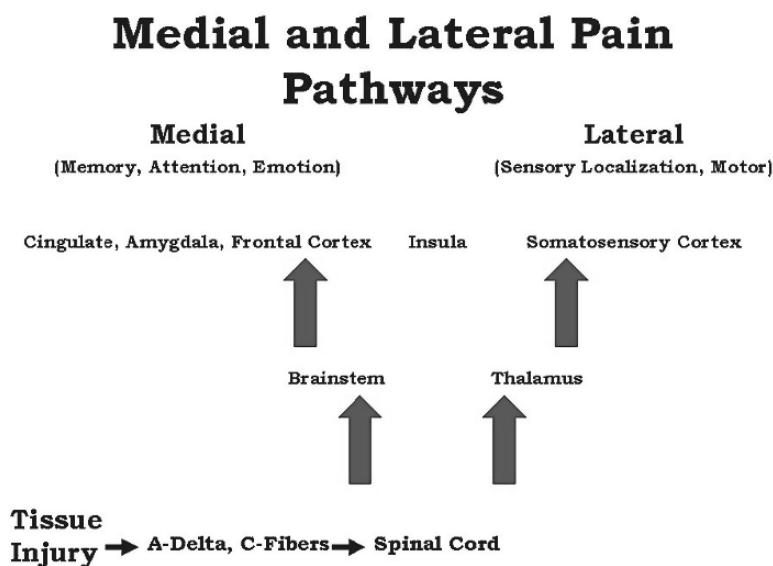 Medial and Lateral Pain
Pathways
Medial
(Memory, Attention, Emotion)
Lateral
(Sensory Localization, Motor)
Cingulate, Amygdala, Frontal Cortex
Insula
Somatosensory Cortex
Brainstem
Thalamus
Tissue
Injury
A-Delta, C-Fibers
Spinal Cord